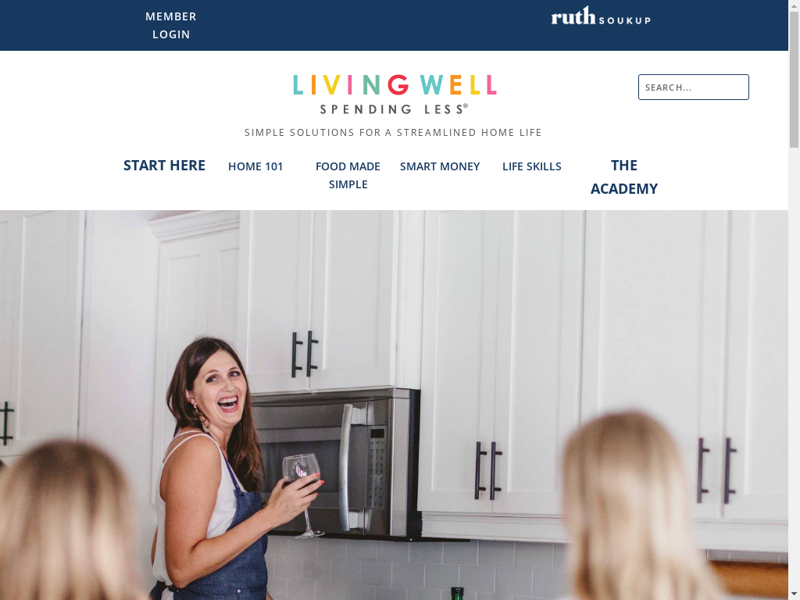 MEMBER
LOGIN
ruth SOUKUP
LIVING WELL
SPENDING LESS®
SEARCH...
SIMPLE SOLUTIONS FOR A STREAMLINED HOME LIFE
START HERE
HOME 101
FOOD MADE
SIMPLE
SMART MONEY
LIFE SKILLS
THE
ACADEMY